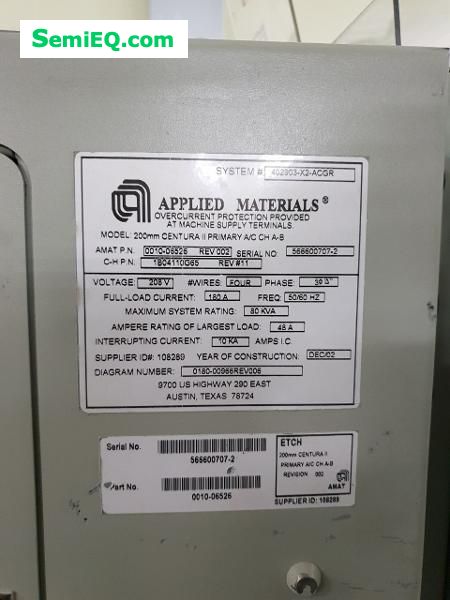 SemiEQ.com
SYSTEM # 402903-X2-ACGR
APPLIED MATERIALS®
OVERCURRENT PROTECTION PROVIDED
AT MACHINE SUPPLY TERMINALS.
MODEL: 200mm CENTURA II PRIMARY A/C CH A-B
AMAT P.N. 0010-06526 REV 002 SERIAL NO: 566600707-2
C-H P.N. 1B04110G65 REV #11
VOLTAGE: 208 V #WIRES: FOUR PHASE:
FULL-LOAD CURRENT: 180 A FREQ: 50/60 HZ
MAXIMUM SYSTEM RATING: 80 KVA
AMPERE RATING OF LARGEST LOAD: 48 A
INTERRUPTING CURRENT: 10 KA AMPS I.C.
SUPPLIER ID#: 108289 YEAR OF CONSTRUCTION: DEC/02
DIAGRAM NUMBER: 0180-00966REV006
9700 US HIGHWAY 290 EAST
AUSTIN, TEXAS 78724
Serial No. 566600707-2
Part No. 0010-06526
ETCH
200mm CENTURA II
PRIMARY A/C CH A-B
REVISION 002
AMAT
SUPPLIER ID: 108289